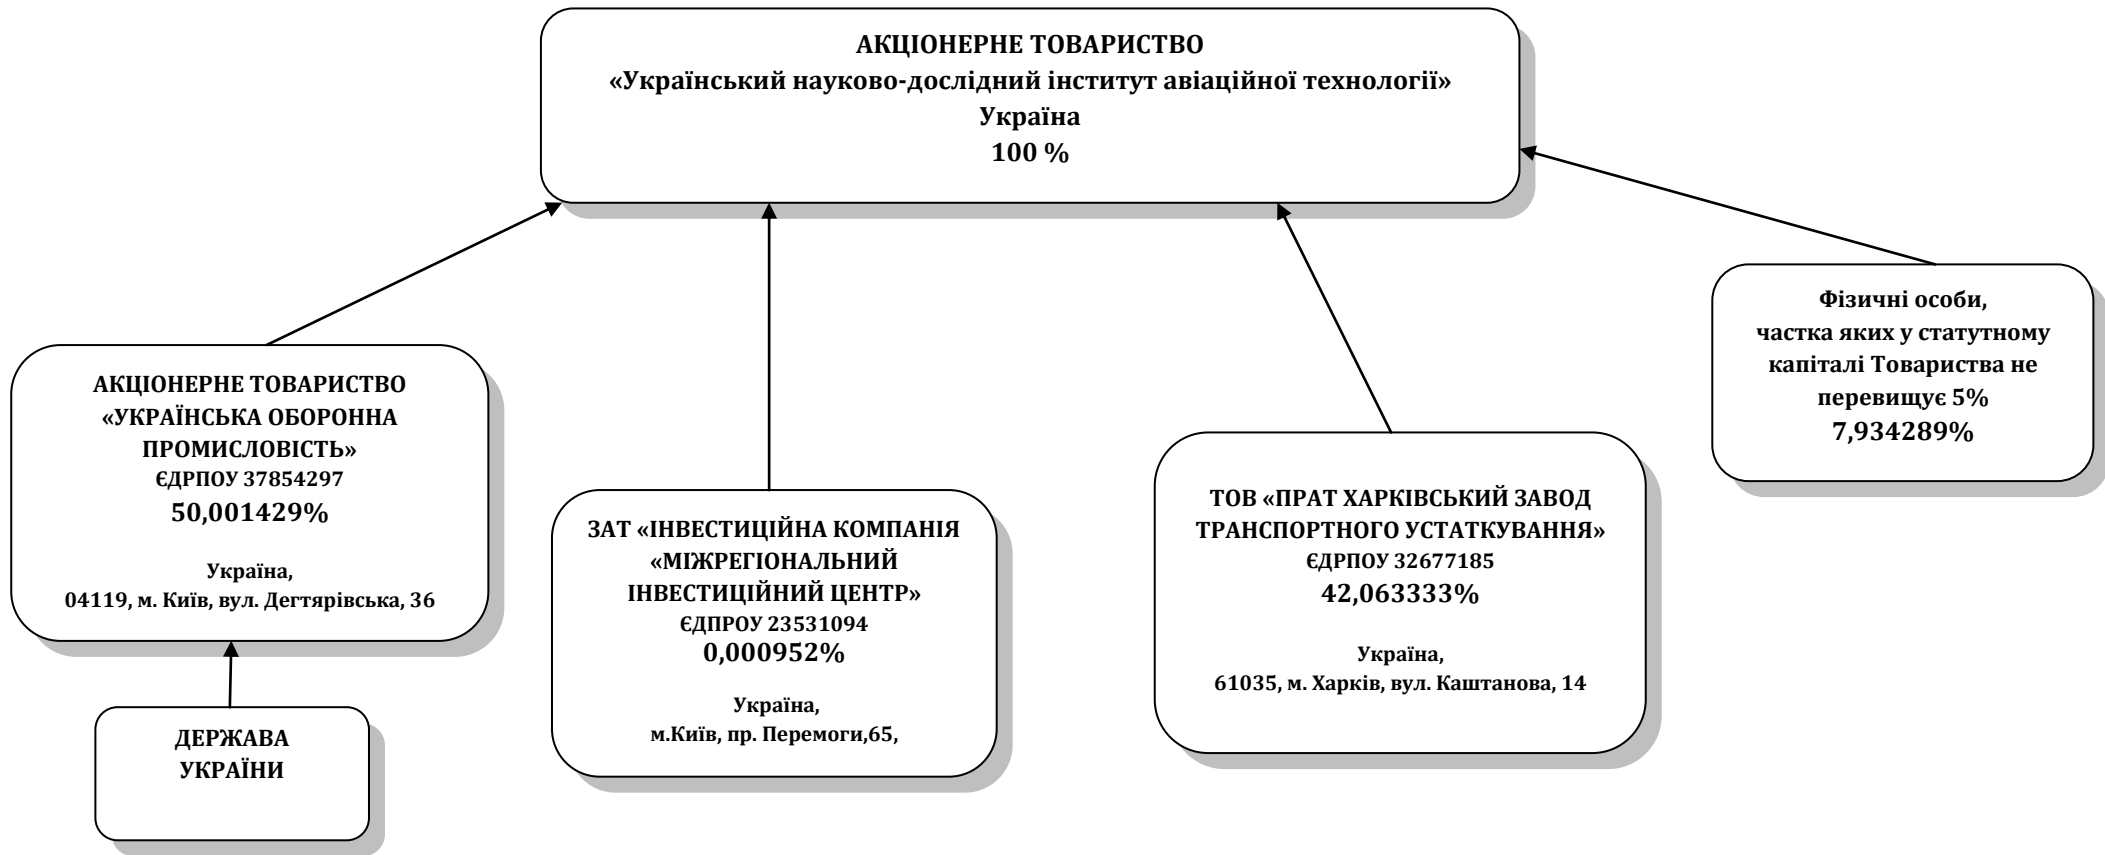 АКЦІОНЕРНЕ ТОВАРИСТВО
«Український науково-дослідний інститут авіаційної технології»
Україна
100 %
Фізичні особи,
частка яких у статутному
капіталі Товариства не
перевищує 5%
7,934289%
АКЦІОНЕРНЕ ТОВАРИСТВО
«УКРАЇНСЬКА ОБОРОННА
ПРОМИСЛОВІСТЬ»
ЄДРПОУ 37854297
50,001429%
Україна,
04119, м. Київ, вул. Дегтярівська, 36
ЗАТ «ІНВЕСТИЦІЙНА КОМПАНІЯ
«МІЖРЕГІОНАЛЬНИЙ
ІНВЕСТИЦІЙНИЙ ЦЕНТР»
ЄДПРОУ 23531094
0,000952%
Україна,
м.Київ, пр. Перемоги,65,
ТОВ «ПРАТ ХАРКІВСЬКИЙ ЗАВОД
ТРАНСПОРТНОГО УСТАТКУВАННЯ»
ЄДРПОУ 32677185
42,063333%
Україна,
61035, м. Харків, вул. Каштанова, 14
ДЕРЖАВА
УКРАЇНИ